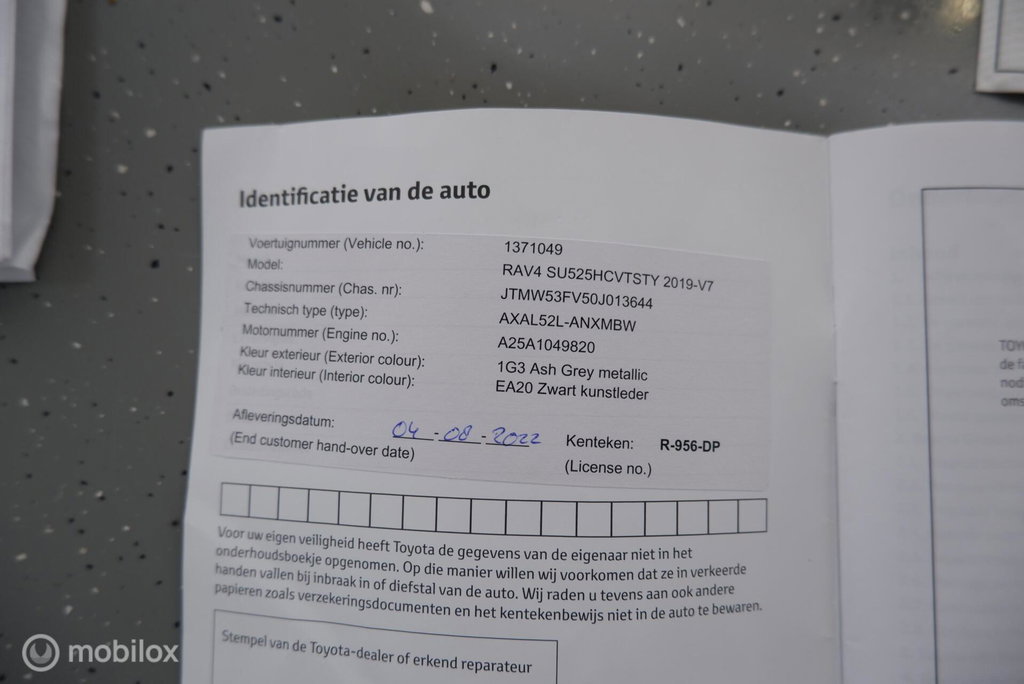 Identificatie van de auto
Voertuignummer (Vehicle no.): 1371049
Model: RAV4 SU525HCVTSTY 2019-V7
Chassisnummer (Chas. nr): JTMW53FV50J013644
Technisch type (type): AXAL52L-ANXMBW
Motornummer (Engine no.): A25A1049820
Kleur exterieur (Exterior colour): 1G3 Ash Grey metallic
Kleur interieur (Interior colour): EA20 Zwart kunstleder
Afleveringsdatum: 04-08-2022 Kenteken: R-956-DP
(End customer hand-over date) (License no.)
Voor uw eigen veiligheid heeft Toyota de gegevens van de eigenaar niet in het
onderhoudsboekje opgenomen. Op die manier willen wij voorkomen dat ze in verkeerde
handen vallen bij inbraak in of diefstal van de auto. Wij raden u tevens aan ook andere
papieren zoals verzekeringsdocumenten en het kentekenbewijs niet in de auto te bewaren.
Stempel van de Toyota-dealer of erkend reparateur
de
oms
mobilox